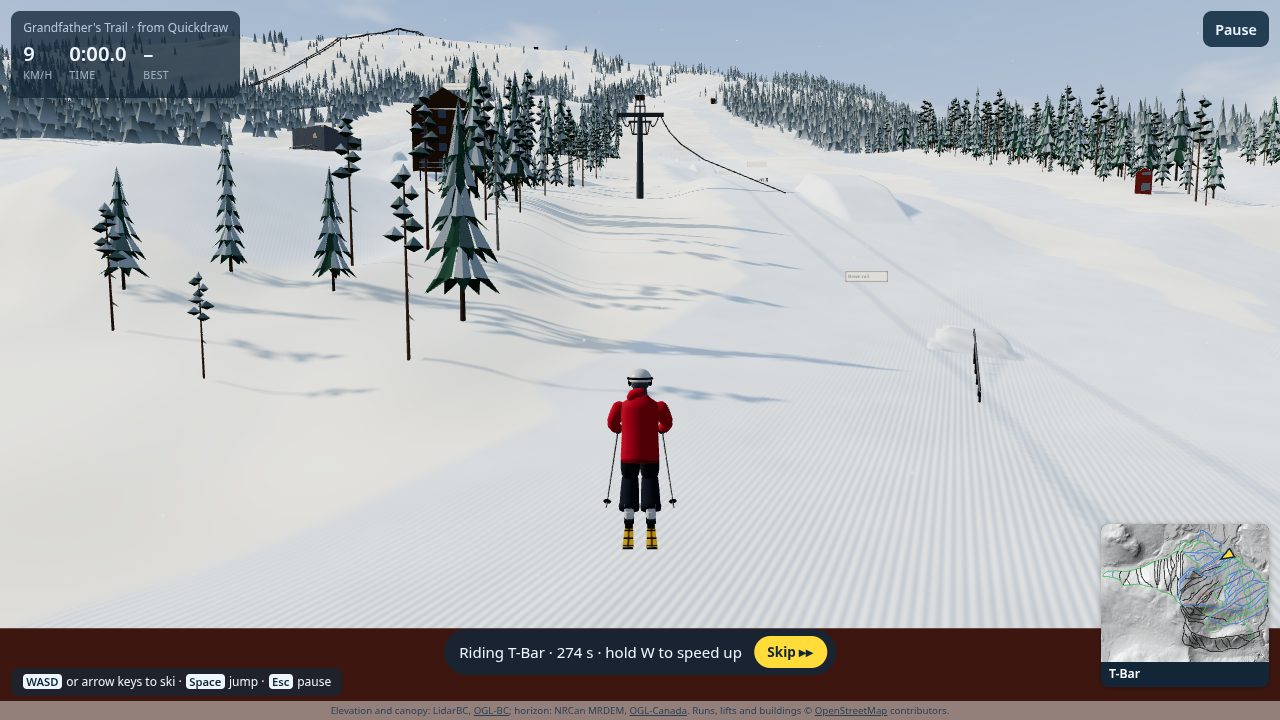 Grandfather's Trail · from Quickdraw
9 0:00.0 –
KM/H TIME BEST
Pause
Riding T-Bar · 274 s · hold W to speed up Skip ▸▸
WASD or arrow keys to ski · Space jump · Esc pause
T-Bar
Elevation and canopy: LidarBC, OGL-BC; horizon: NRCan MRDEM, OGL-Canada. Runs, lifts and buildings © OpenStreetMap contributors.